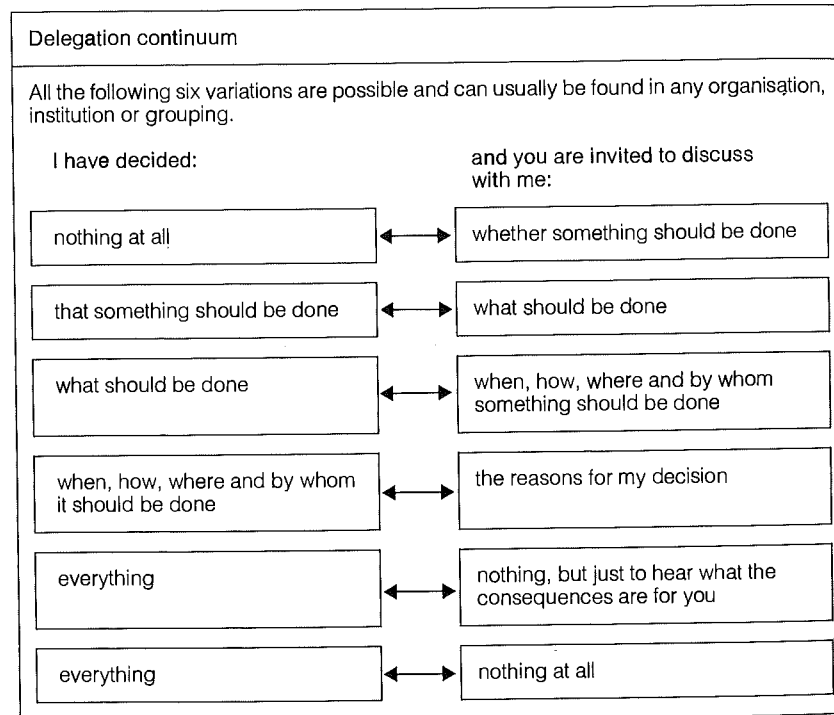 Delegation continuum
All the following six variations are possible and can usually be found in any organisation,
institution or grouping.
I have decided:
and you are invited to discuss
with me:
nothing at all
whether something should be done
that something should be done
what should be done
what should be done
when, how, where and by whom
something should be done
when, how, where and by whom
it should be done
the reasons for my decision
everything
nothing, but just to hear what the
consequences are for you
everything
nothing at all